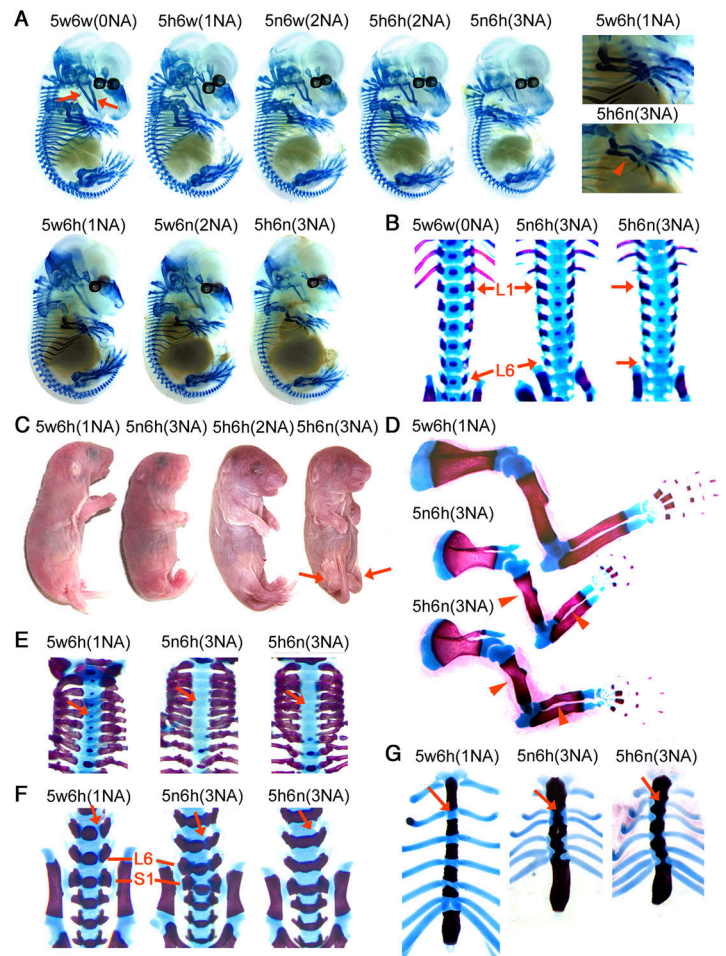 A
5w6w(0NA) 5h6w(1NA) 5n6w(2NA) 5h6h(2NA) 5n6h(3NA) 5w6h(1NA)
5h6n(3NA)
5w6h(1NA) 5w6n(2NA) 5h6n(3NA)
B
5w6w(0NA) 5n6h(3NA) 5h6n(3NA)
L1
L6
C
5w6h(1NA) 5n6h(3NA) 5h6h(2NA) 5h6n(3NA)
D
5w6h(1NA)
5n6h(3NA)
5h6n(3NA)
E
5w6h(1NA) 5n6h(3NA) 5h6n(3NA)
F
5w6h(1NA) 5n6h(3NA) 5h6n(3NA)
L6
S1
G
5w6h(1NA) 5n6h(3NA) 5h6n(3NA)